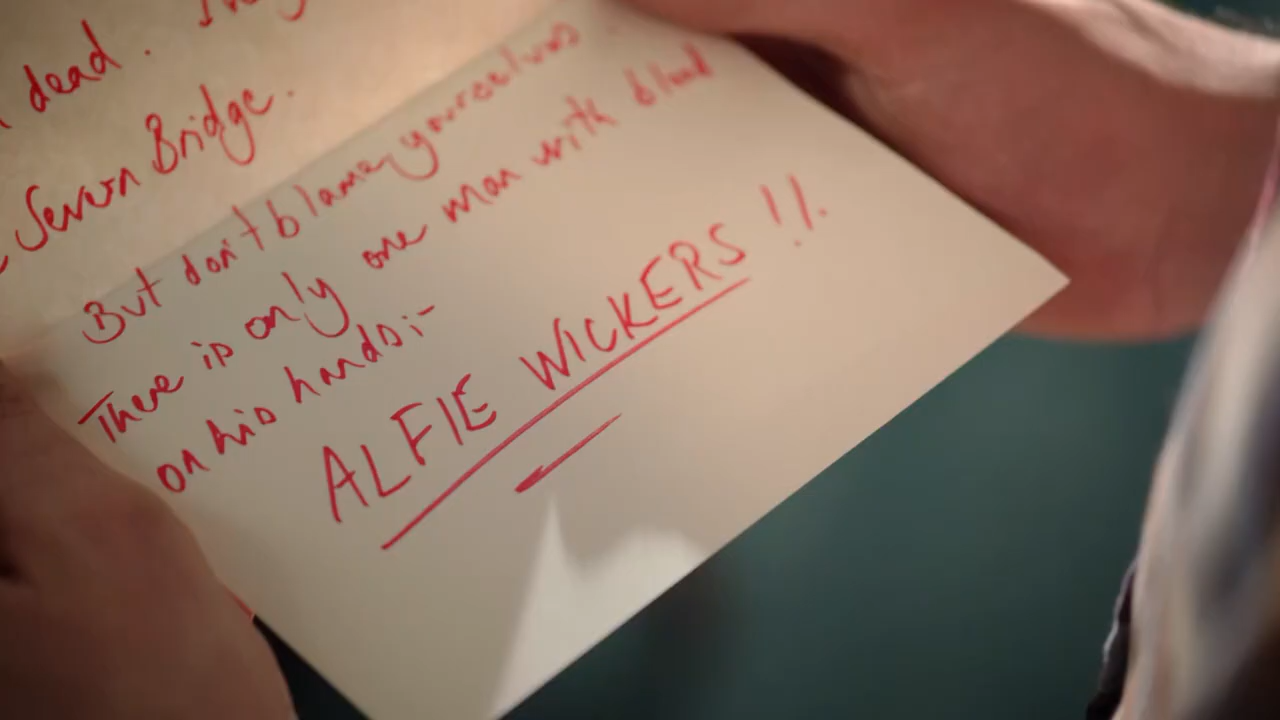 dead.
Severn Bridge.
But don't blame yourselves.
There is only one man with blood
on his hands:-
ALFIE WICKERS!!